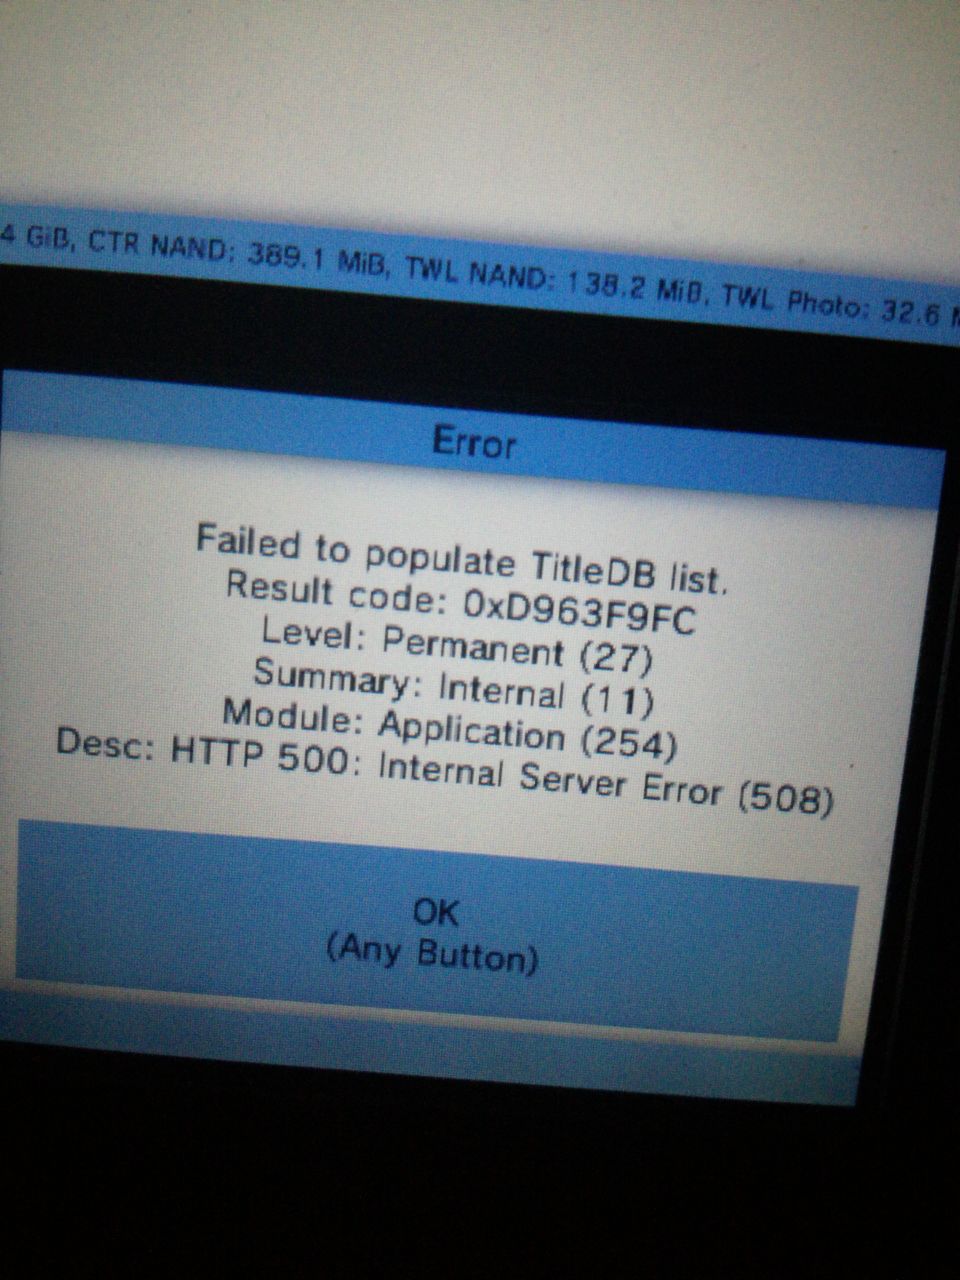 4 GiB, CTR NAND: 389.1 MiB, TWL NAND: 138.2 MiB, TWL Photo: 32.6
Error
Failed to populate TitleDB list.
Result code: 0xD963F9FC
Level: Permanent (27)
Summary: Internal (11)
Module: Application (254)
Desc: HTTP 500: Internal Server Error (508)
OK
(Any Button)